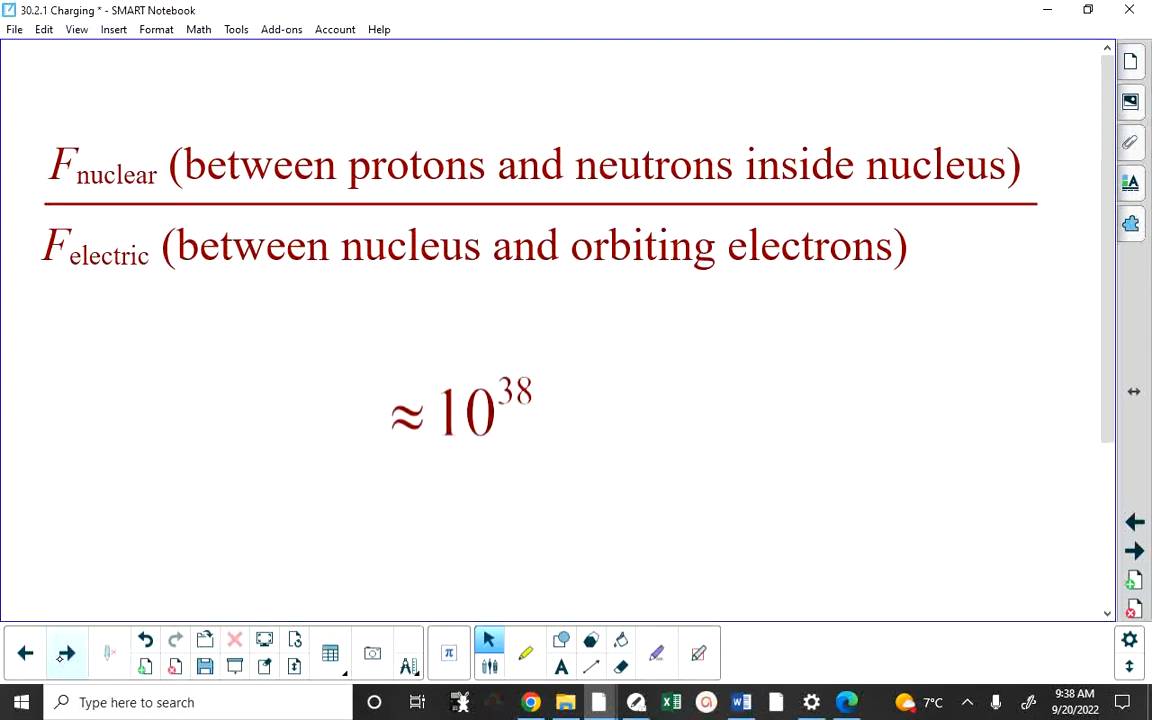 30.2.1 Charging * - SMART Notebook
File Edit View Insert Format Math Tools Add-ons Account Help
F nuclear (between protons and neutrons inside nucleus)
F electric (between nucleus and orbiting electrons)
≈ 10^38
Type here to search
7°C
9:38 AM
9/20/2022